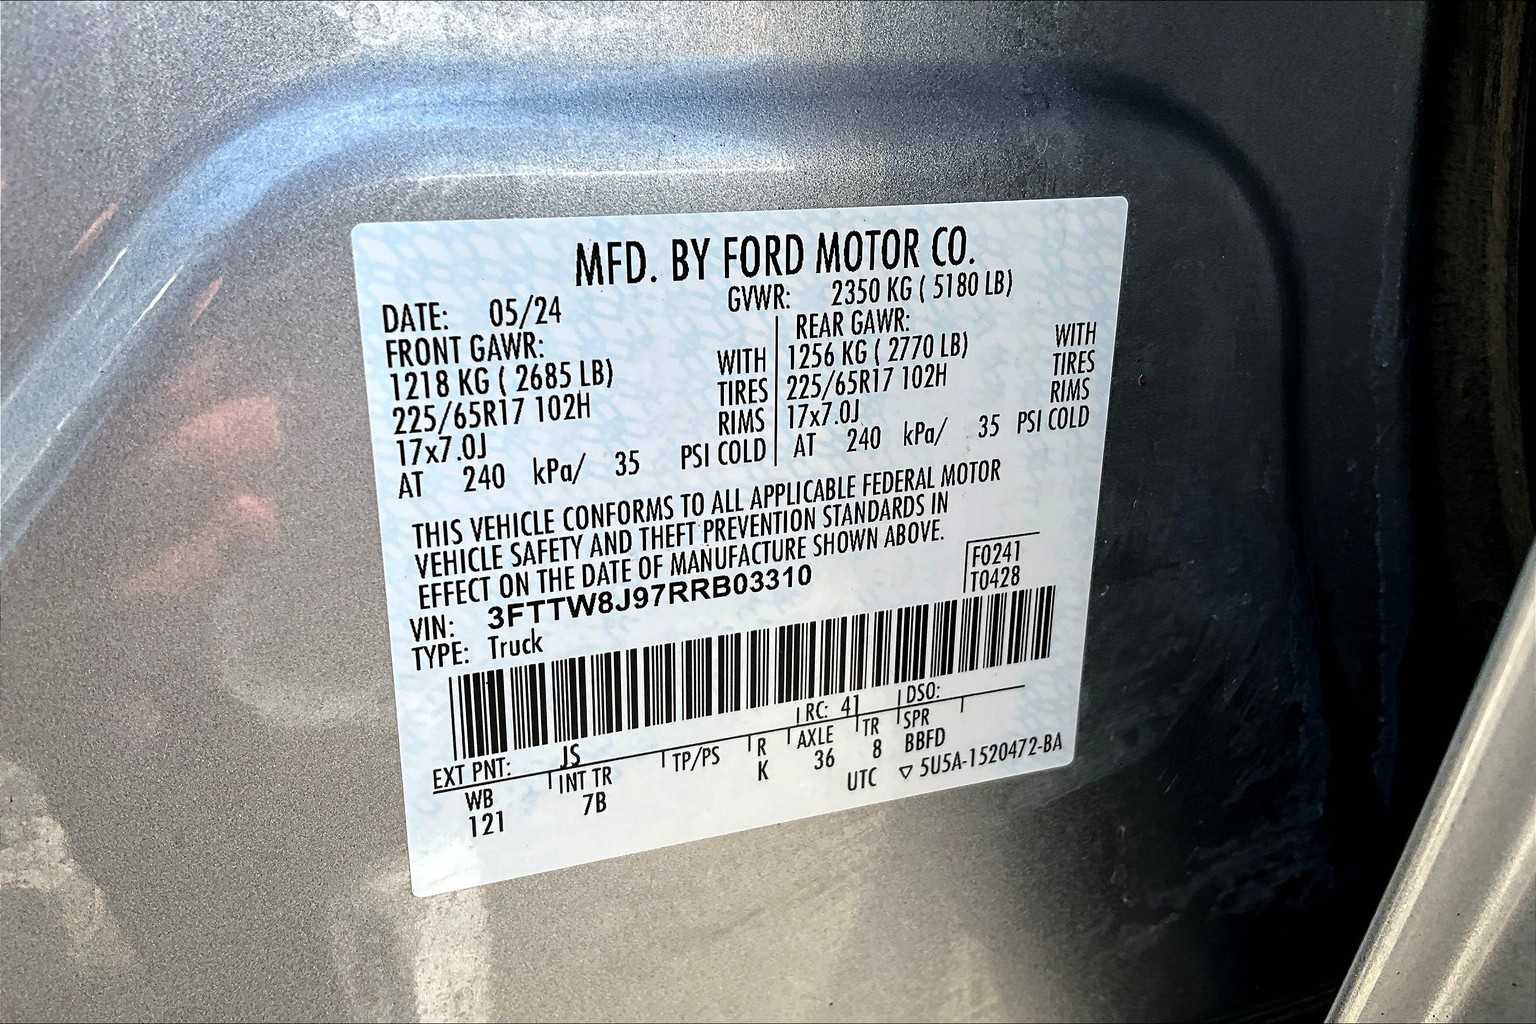 MFD. BY FORD MOTOR CO.
DATE: 05/24 GVWR: 2350 KG ( 5180 LB)
FRONT GAWR:
1218 KG ( 2685 LB) WITH
225/65R17 102H TIRES
17x7.0J RIMS
AT 240 kPa/ 35 PSI COLD
REAR GAWR:
1256 KG ( 2770 LB) WITH
225/65R17 102H TIRES
17x7.0J RIMS
AT 240 kPa/ 35 PSI COLD
THIS VEHICLE CONFORMS TO ALL APPLICABLE FEDERAL MOTOR
VEHICLE SAFETY AND THEFT PREVENTION STANDARDS IN
EFFECT ON THE DATE OF MANUFACTURE SHOWN ABOVE.
F0241
T0428
VIN: 3FTTW8J97RRB03310
TYPE: Truck
EXT PNT: JS RC: 41 DSO:
WB INT TR TP/PS R AXLE TR SPR
121 7B K 36 8 BBFD
UTC ▽ 5U5A-1520472-BA